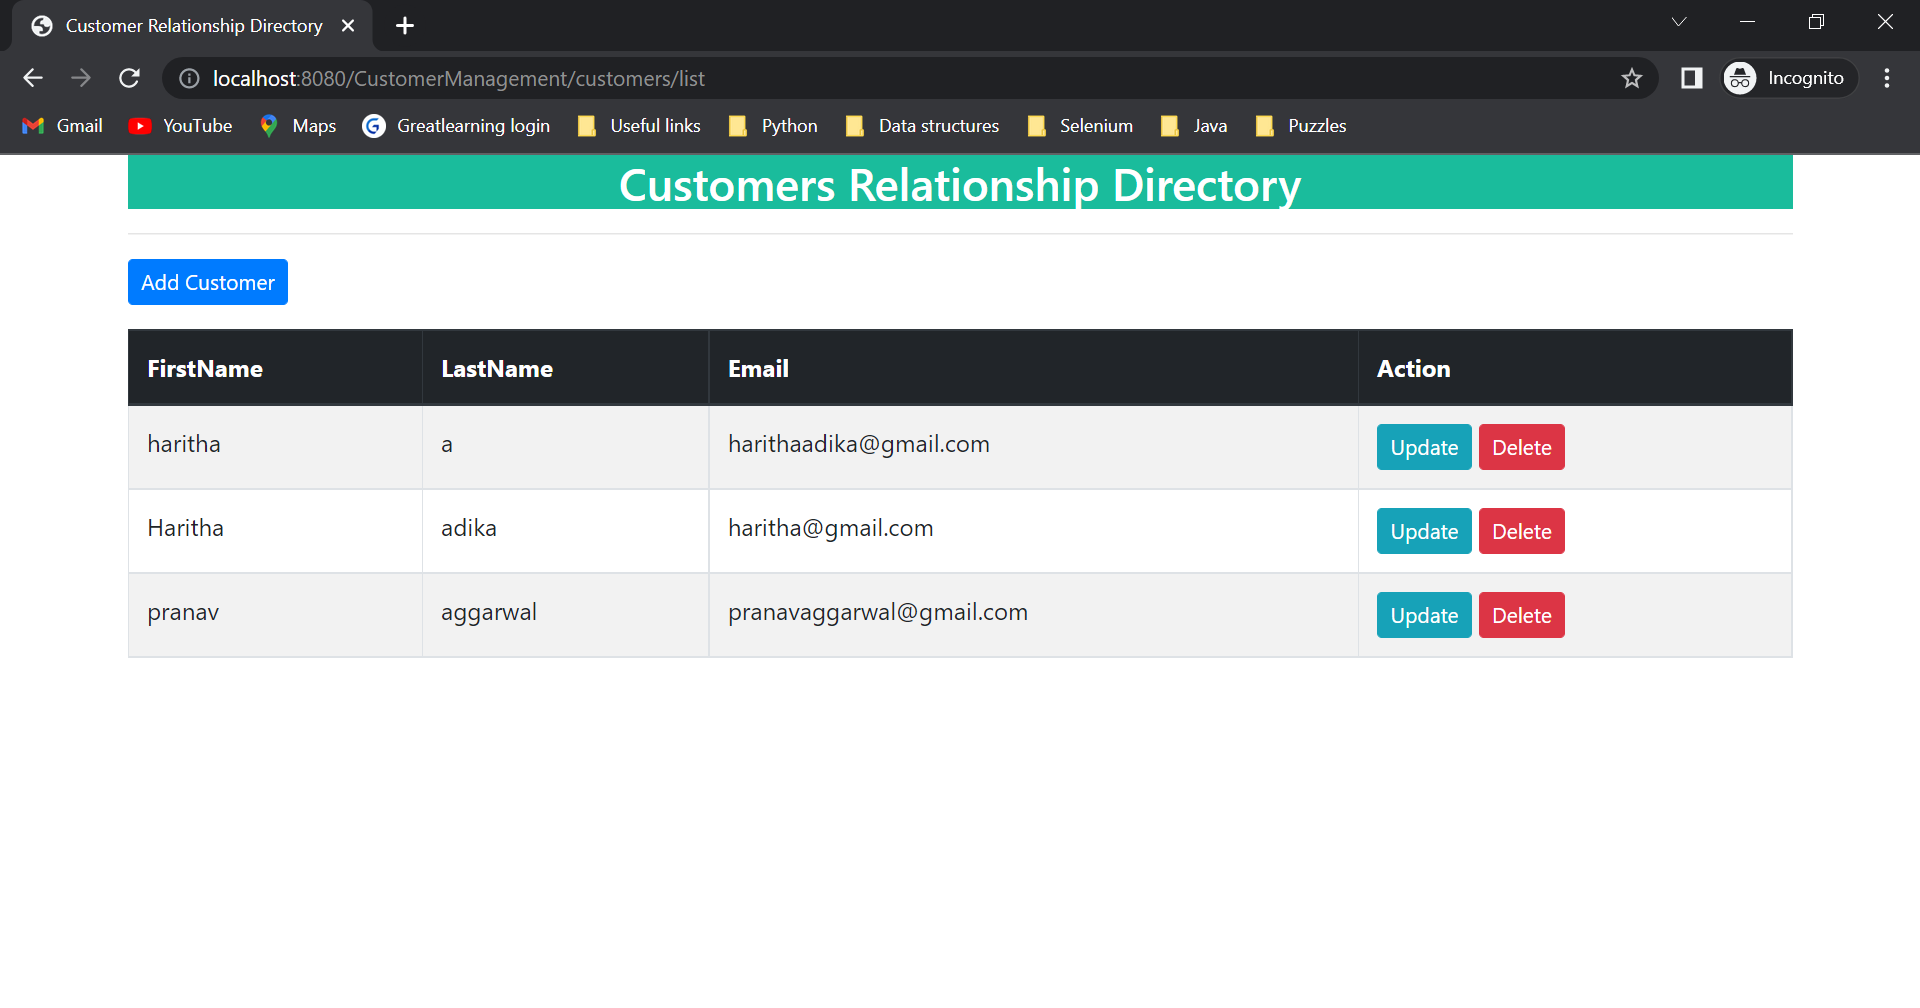 Customer Relationship Directory
localhost:8080/CustomerManagement/customers/list Incognito
Gmail YouTube Maps Greatlearning login Useful links Python Data structures Selenium Java Puzzles
Customers Relationship Directory
Add Customer
FirstName LastName Email Action
haritha a harithaadika@gmail.com Update Delete
Haritha adika haritha@gmail.com Update Delete
pranav aggarwal pranavaggarwal@gmail.com Update Delete